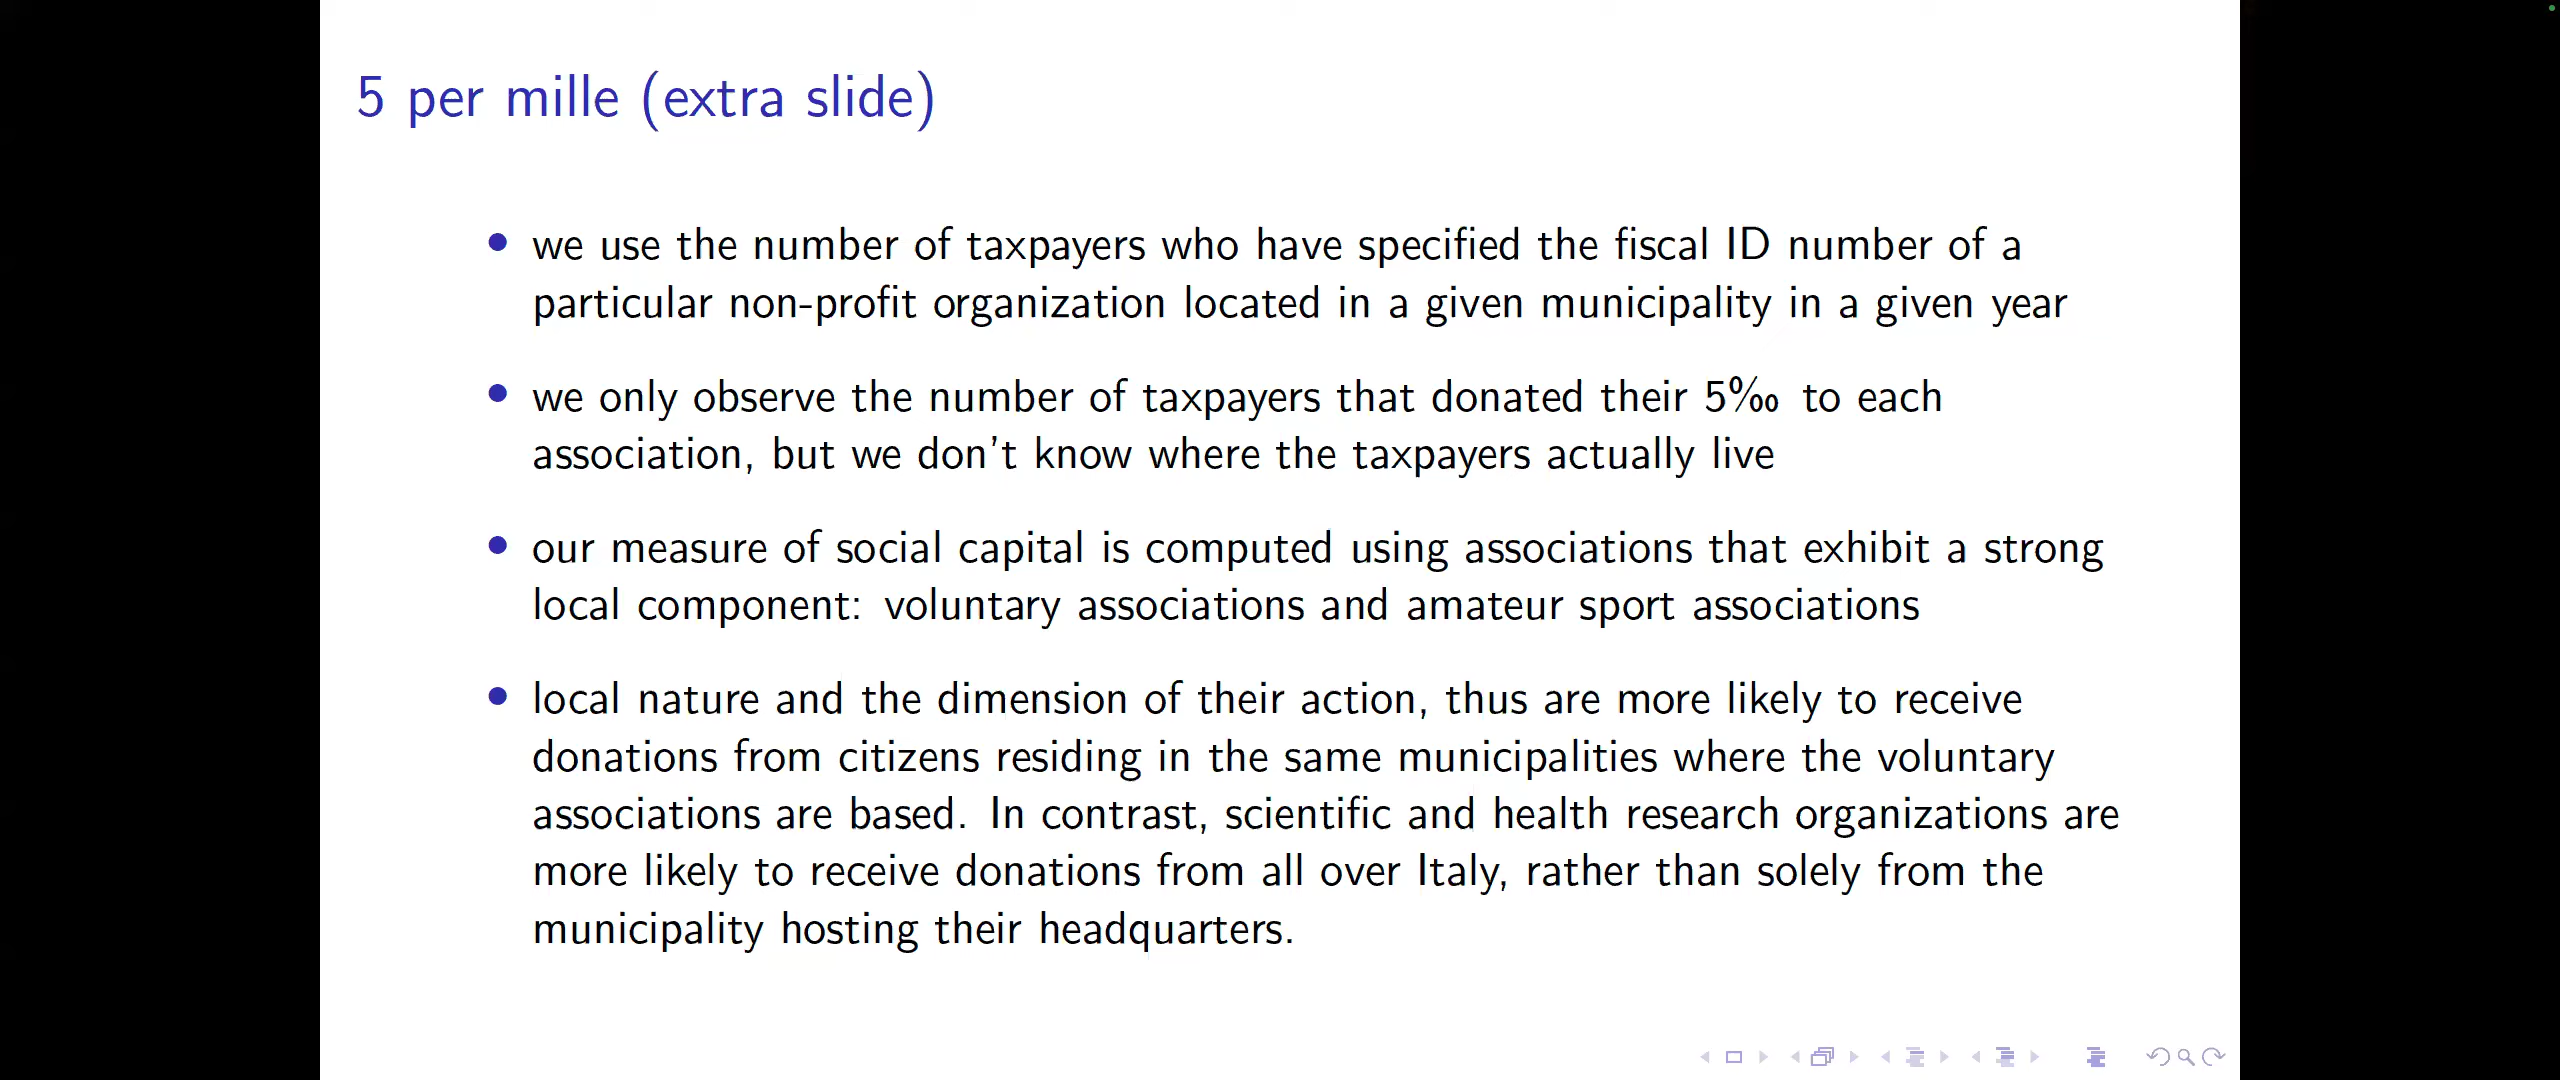 5 per mille (extra slide)
• we use the number of taxpayers who have specified the fiscal ID number of a
particular non-profit organization located in a given municipality in a given year
• we only observe the number of taxpayers that donated their 5‰ to each
association, but we don't know where the taxpayers actually live
• our measure of social capital is computed using associations that exhibit a strong
local component: voluntary associations and amateur sport associations
• local nature and the dimension of their action, thus are more likely to receive
donations from citizens residing in the same municipalities where the voluntary
associations are based. In contrast, scientific and health research organizations are
more likely to receive donations from all over Italy, rather than solely from the
municipality hosting their headquarters.